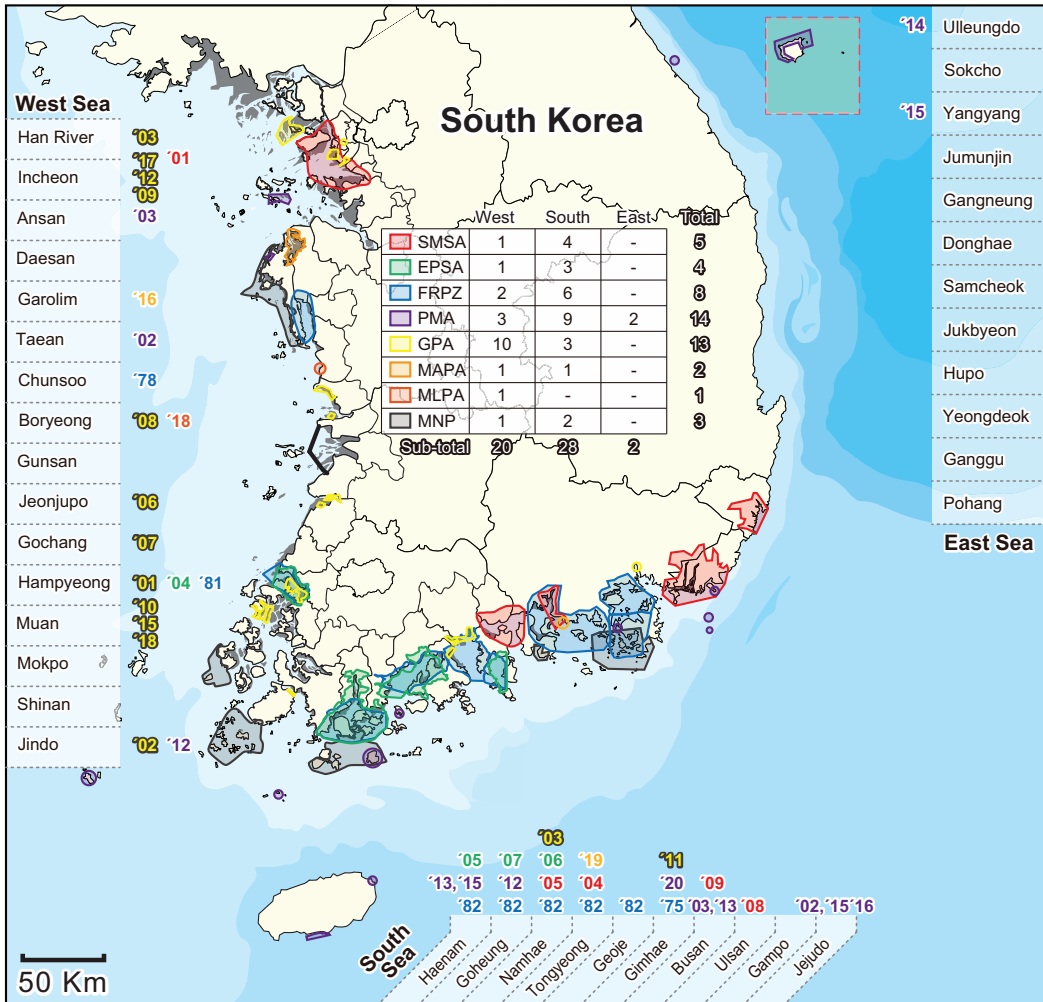 South Korea
West Sea
Han River ´03
´17 ´01
Incheon ´12
´09
Ansan ´03
Daesan
Garolim ´16
Taean ´02
Chunsoo ´78
Boryeong ´08 ´18
Gunsan
Jeonjupo ´06
Gochang ´07
Hampyeong ´01 ´04 ´81
´10
Muan ´15
´18
Mokpo
Shinan
Jindo ´02 ´12
West South East Total
SMSA 1 4 - 5
EPSA 1 3 - 4
FRPZ 2 6 - 8
PMA 3 9 2 14
GPA 10 3 - 13
MAPA 1 1 - 2
MLPA 1 - - 1
MNP 1 2 - 3
Sub-total 20 28 2
´14 Ulleungdo
Sokcho
´15 Yangyang
Jumunjin
Gangneung
Donghae
Samcheok
Jukbyeon
Hupo
Yeongdeok
Ganggu
Pohang
East Sea
´03
´05 ´07 ´06 ´19 ´11
´13, ´15 ´12 ´05 ´04 ´20 ´09
´82 ´82 ´82 ´82 ´82 ´75 ´03, ´13 ´08 ´02, ´15 ´16
South
Sea
Haenam
Goheung
Namhae
Tongyeong
Geoje
Gimhae
Busan
Ulsan
Gampo
Jejudo
50 Km